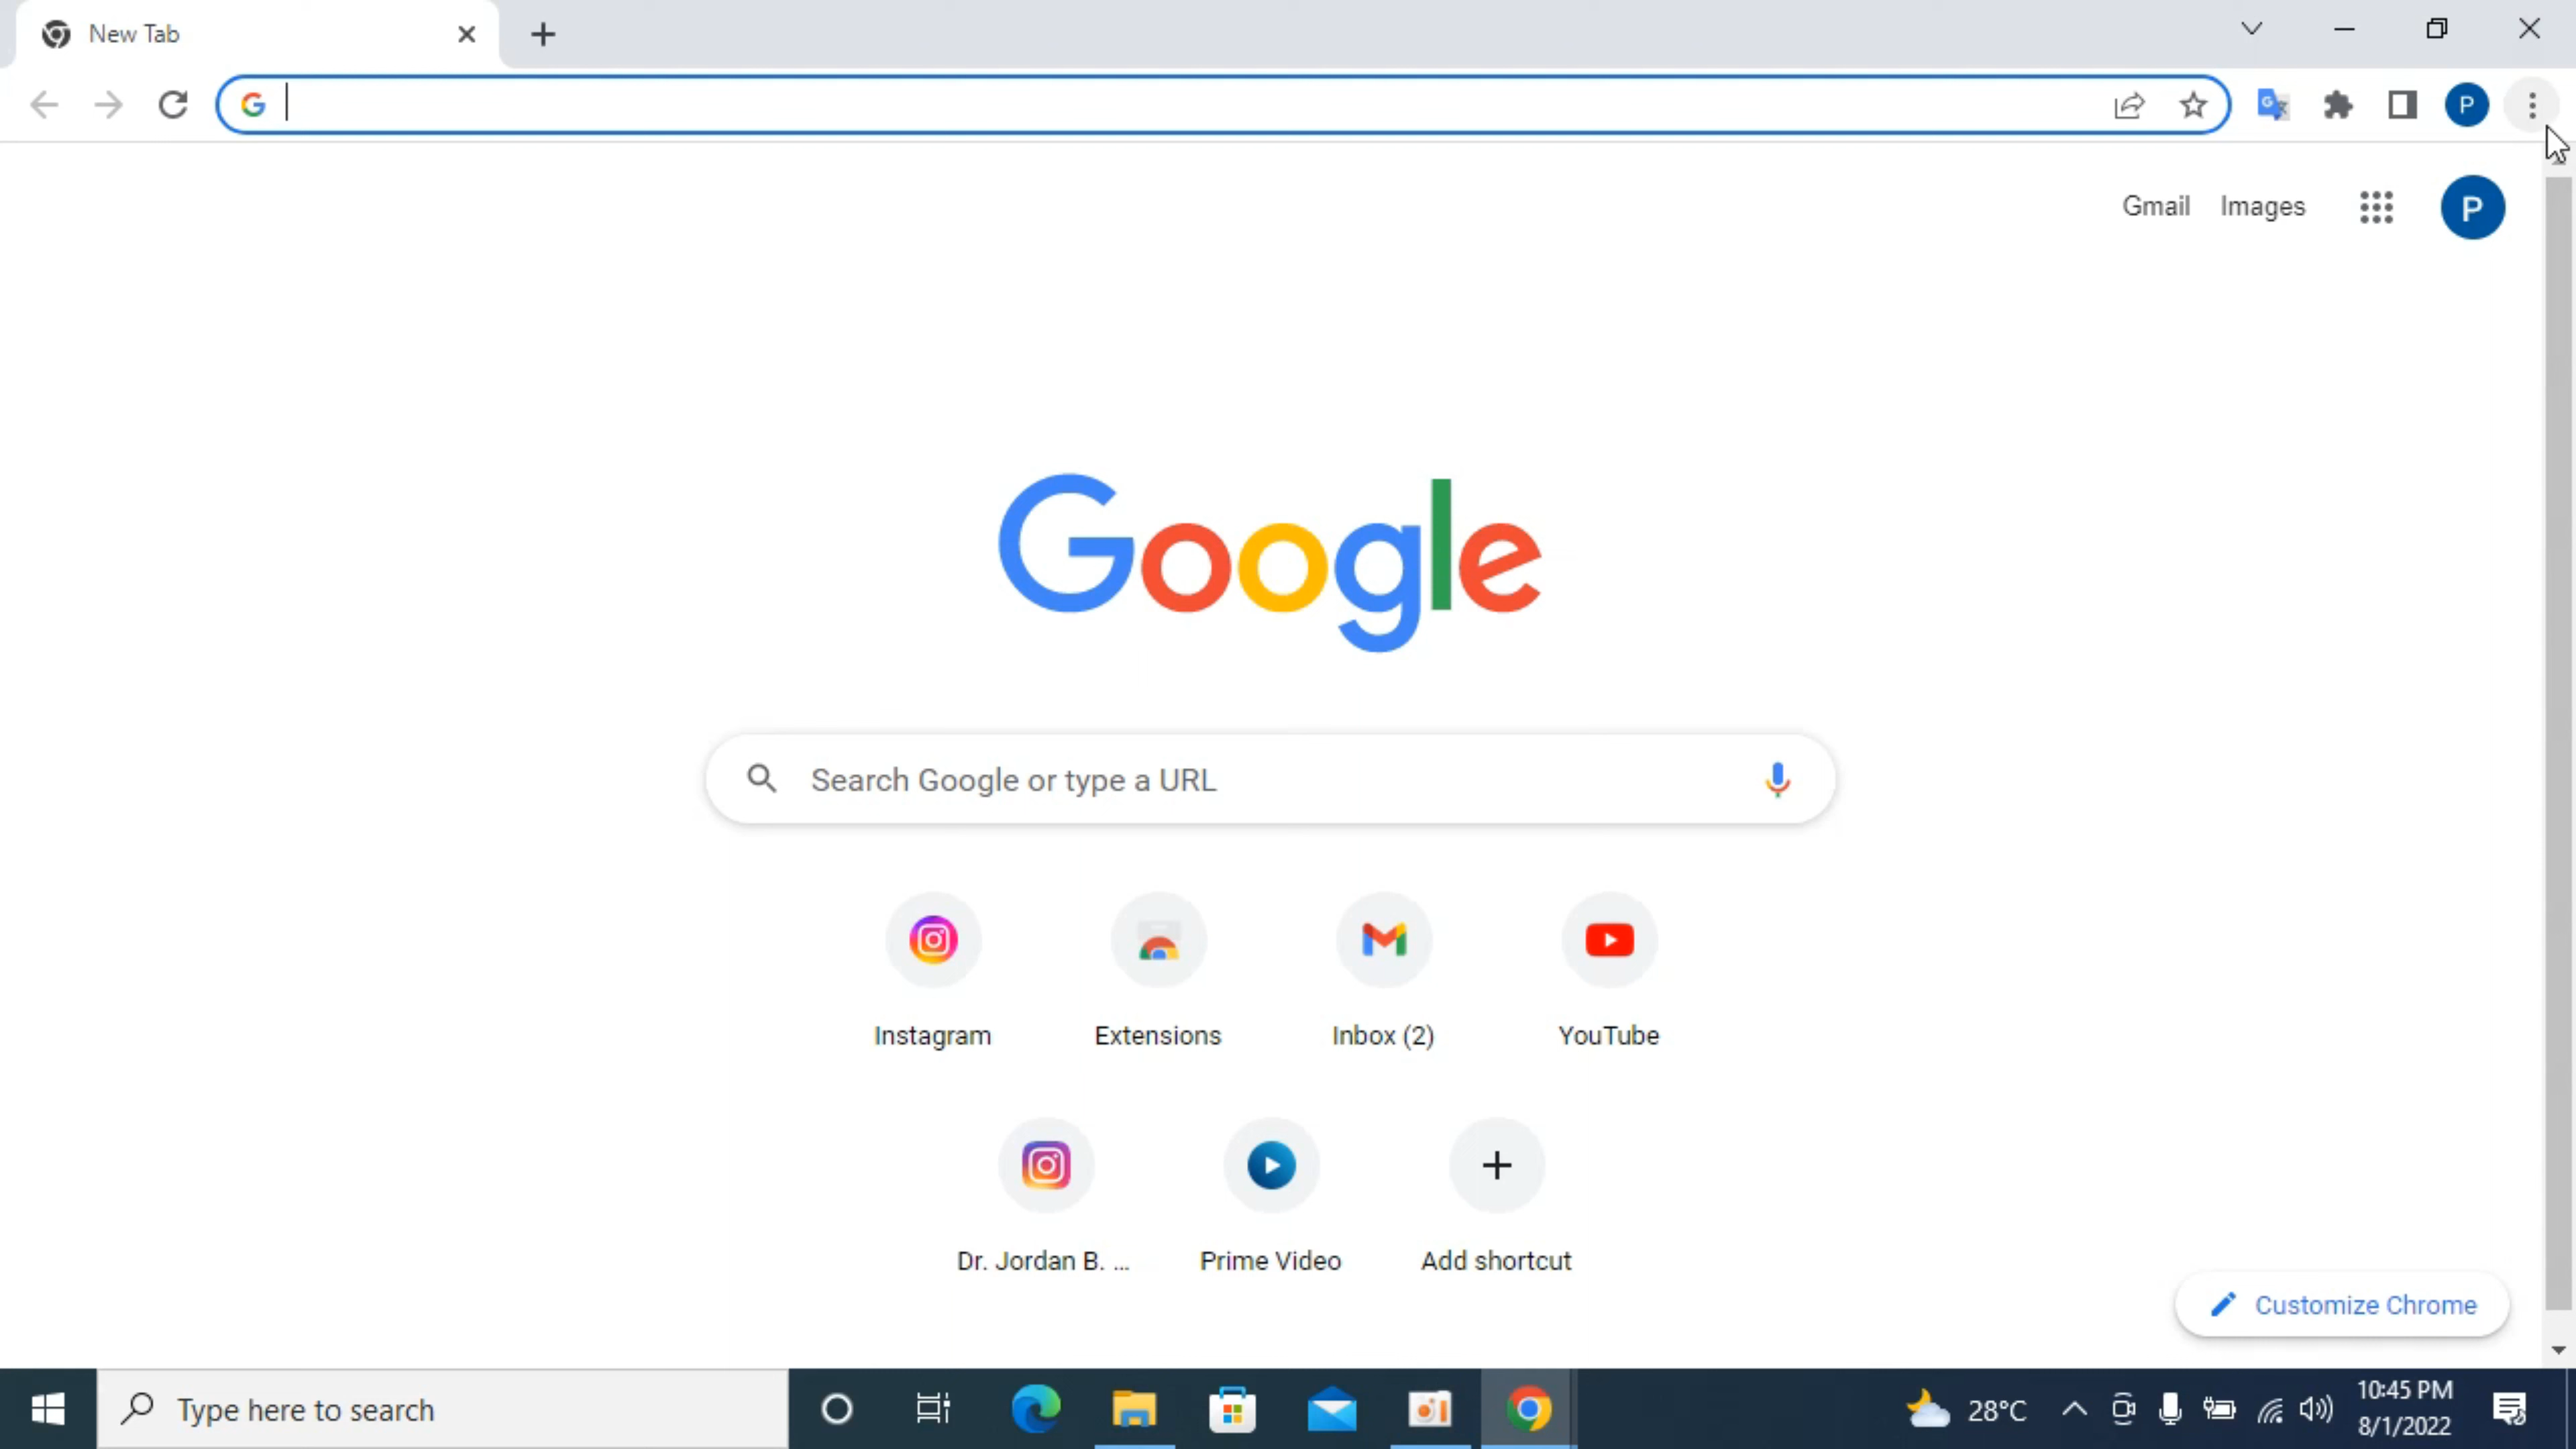 New Tab
Gmail Images
P
P
Google
Search Google or type a URL
Instagram Extensions Inbox (2) YouTube
Dr. Jordan B. ... Prime Video Add shortcut
Customize Chrome
Type here to search
28°C
10:45 PM
8/1/2022